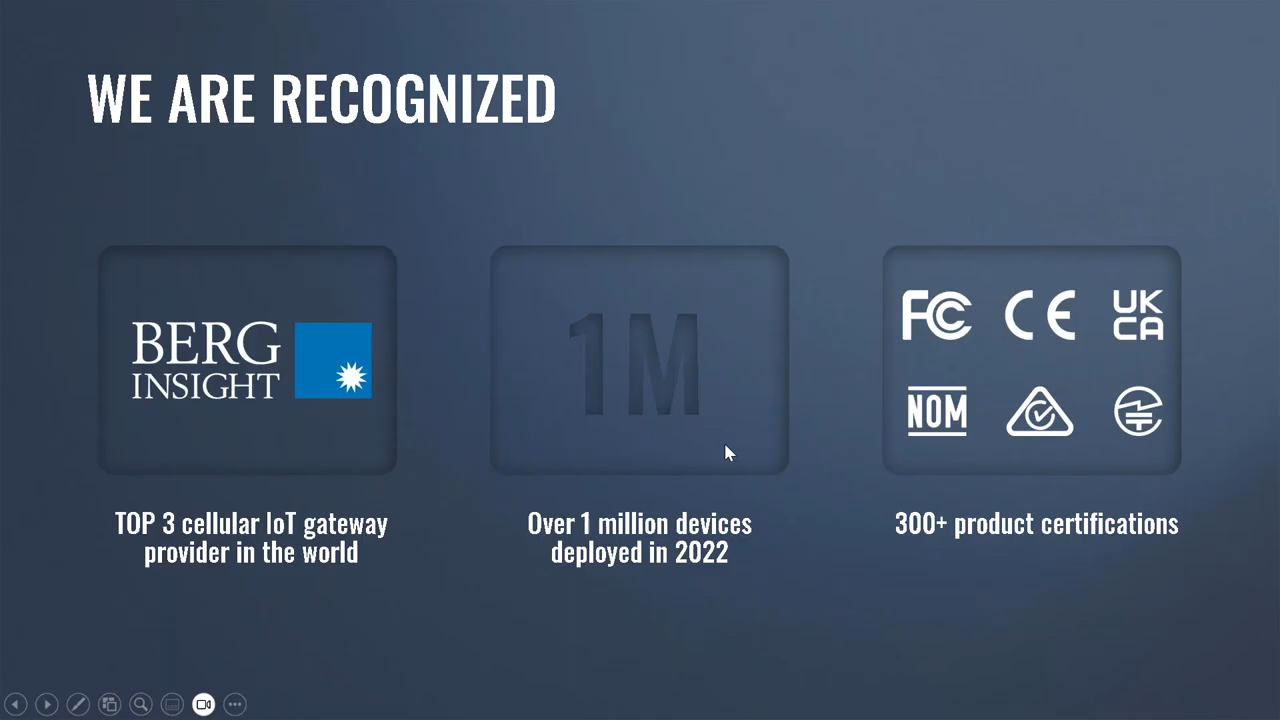 WE ARE RECOGNIZED
BERG
INSIGHT
TOP 3 cellular IoT gateway
provider in the world
1M
Over 1 million devices
deployed in 2022
FC CE UK
CA
NOM
300+ product certifications